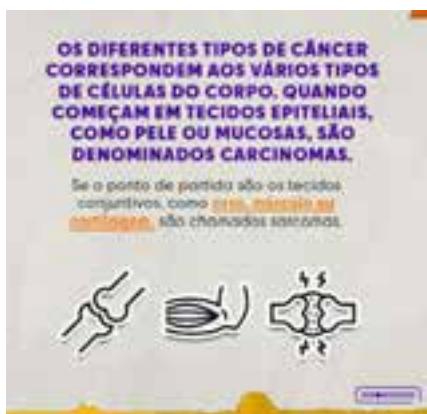 OS DIFERENTES TIPOS DE CÂNCER
CORRESPONDEM AOS VÁRIOS TIPOS
DE CÉLULAS DO CORPO. QUANDO
COMEÇAM EM TECIDOS EPITELIAIS,
COMO PELE OU MUCOSAS, SÃO
DENOMINADOS CARCINOMAS.
Se o ponto de partida são os tecidos
conjuntivos, como osso, músculo ou
cartilagem, são chamados sarcomas.